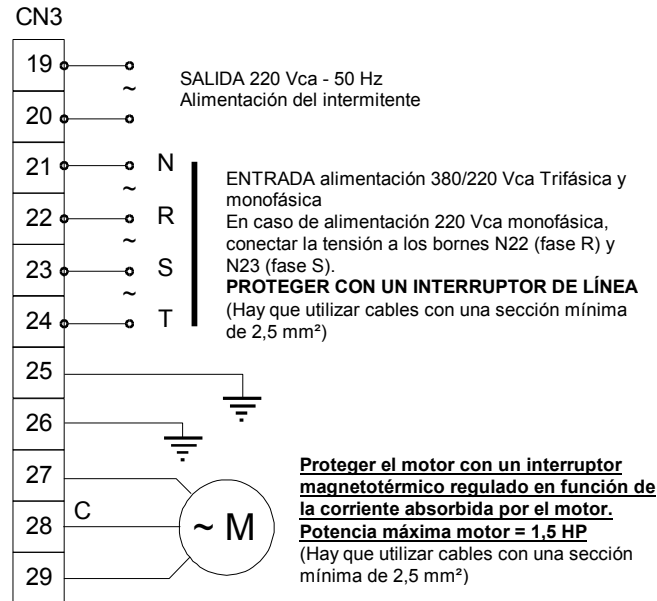 CN3
19
~
SALIDA 220 Vca - 50 Hz
Alimentación del intermitente
20
21 N
~
22 R
~
23 S
~
24 T
ENTRADA alimentación 380/220 Vca Trifásica y
monofásica
En caso de alimentación 220 Vca monofásica,
conectar la tensión a los bornes N22 (fase R) y
N23 (fase S).
PROTEGER CON UN INTERRUPTOR DE LÍNEA
(Hay que utilizar cables con una sección mínima
de 2,5 mm²)
25
26
27
28 C
29
~ M
Proteger el motor con un interruptor
magnetotérmico regulado en función de
la corriente absorbida por el motor.
Potencia máxima motor = 1,5 HP
(Hay que utilizar cables con una sección
mínima de 2,5 mm²)